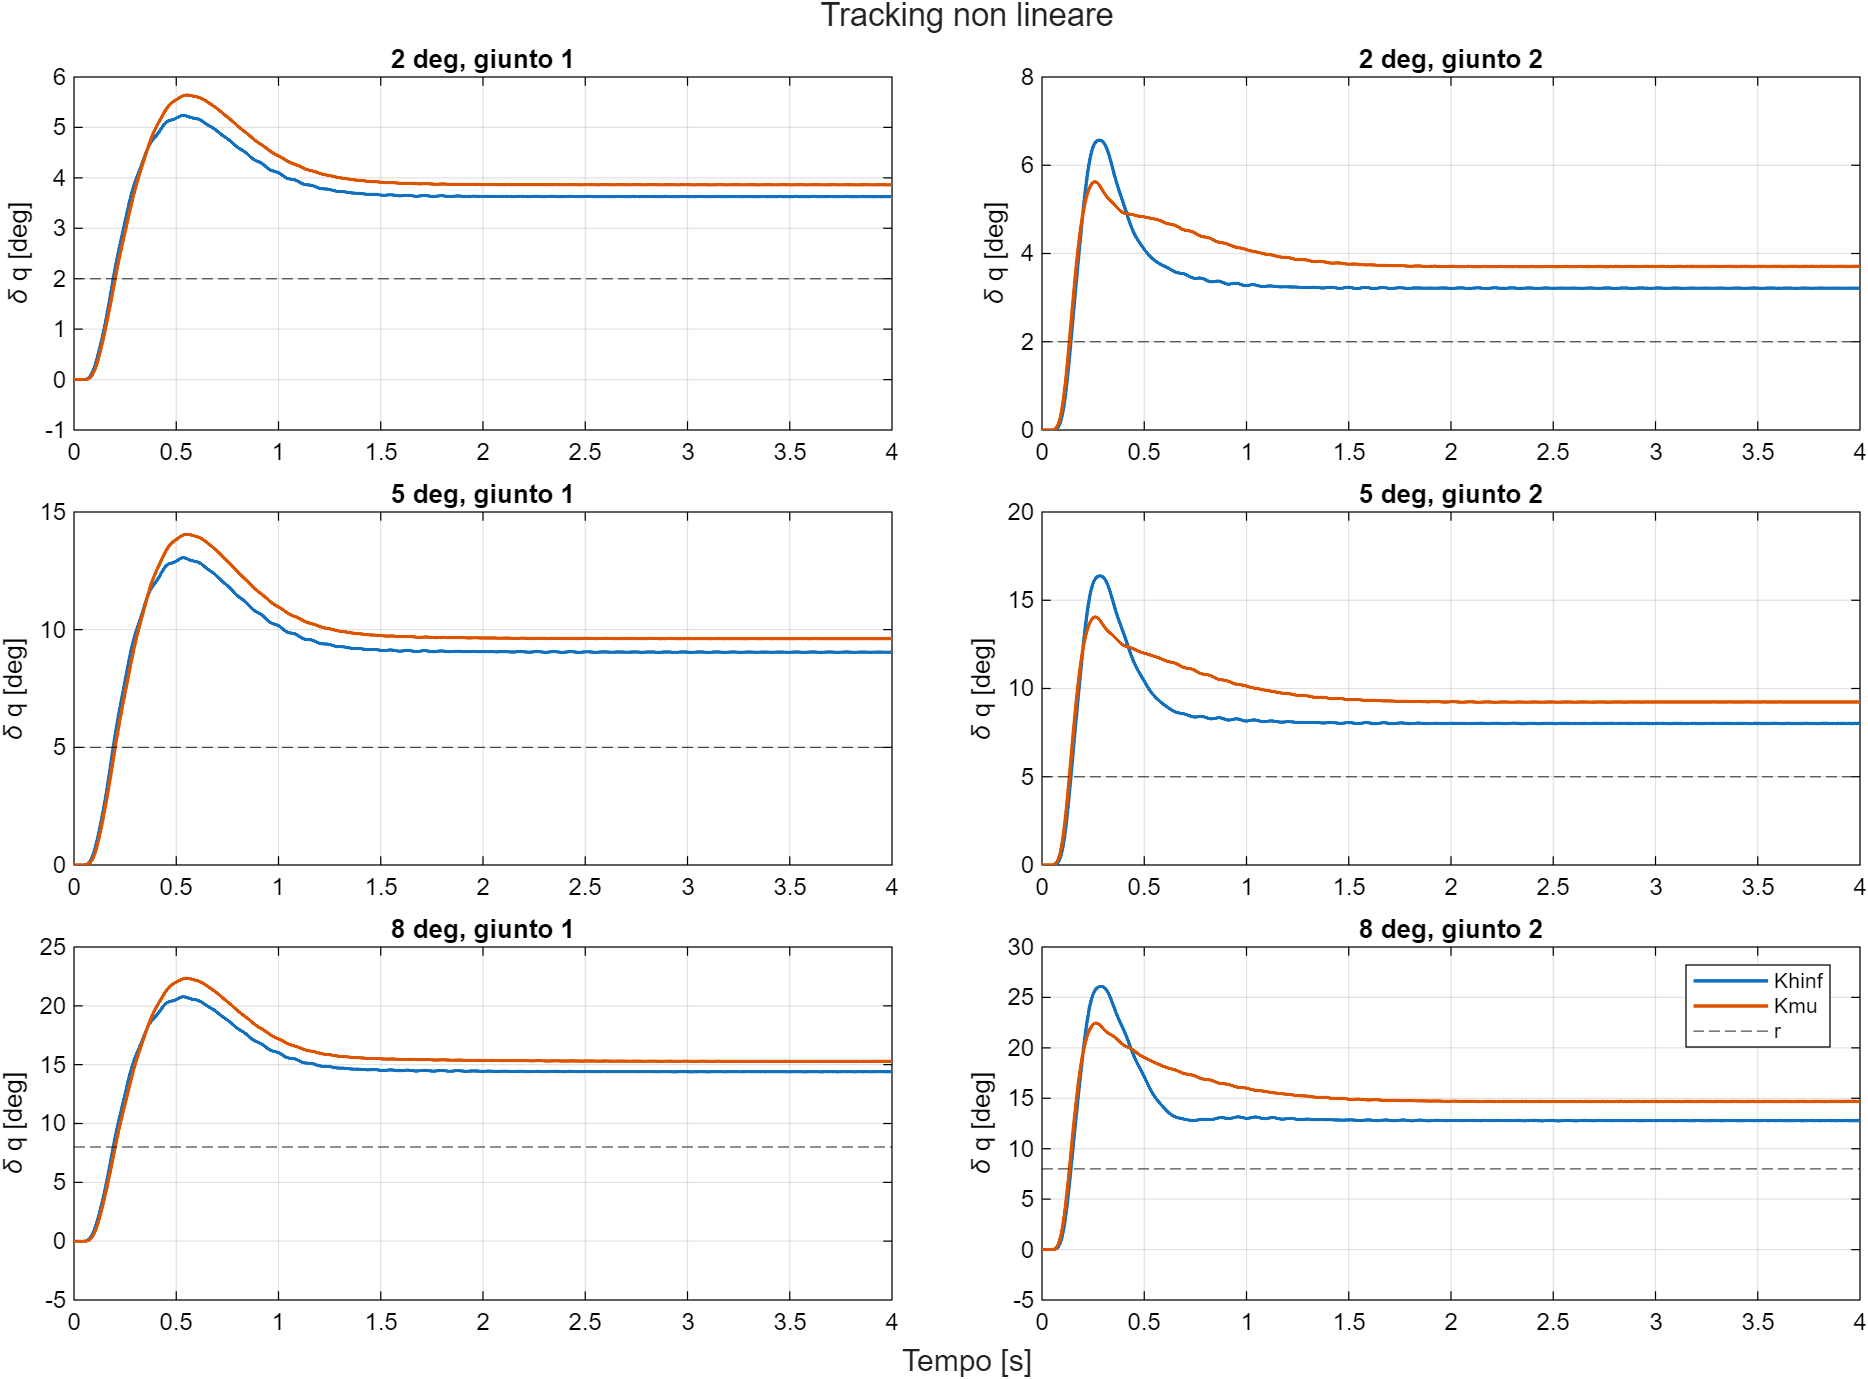 Tracking non lineare
2 deg, giunto 1
δ q [deg]
6
5
4
3
2
1
0
-1
0 0.5 1 1.5 2 2.5 3 3.5 4
2 deg, giunto 2
δ q [deg]
8
6
4
2
0
0 0.5 1 1.5 2 2.5 3 3.5 4
5 deg, giunto 1
δ q [deg]
15
10
5
0
0 0.5 1 1.5 2 2.5 3 3.5 4
5 deg, giunto 2
δ q [deg]
20
15
10
5
0
0 0.5 1 1.5 2 2.5 3 3.5 4
8 deg, giunto 1
δ q [deg]
25
20
15
10
5
0
-5
0 0.5 1 1.5 2 2.5 3 3.5 4
8 deg, giunto 2
δ q [deg]
30
25
20
15
10
5
0
-5
0 0.5 1 1.5 2 2.5 3 3.5 4
Khinf
Kmu
r
Tempo [s]